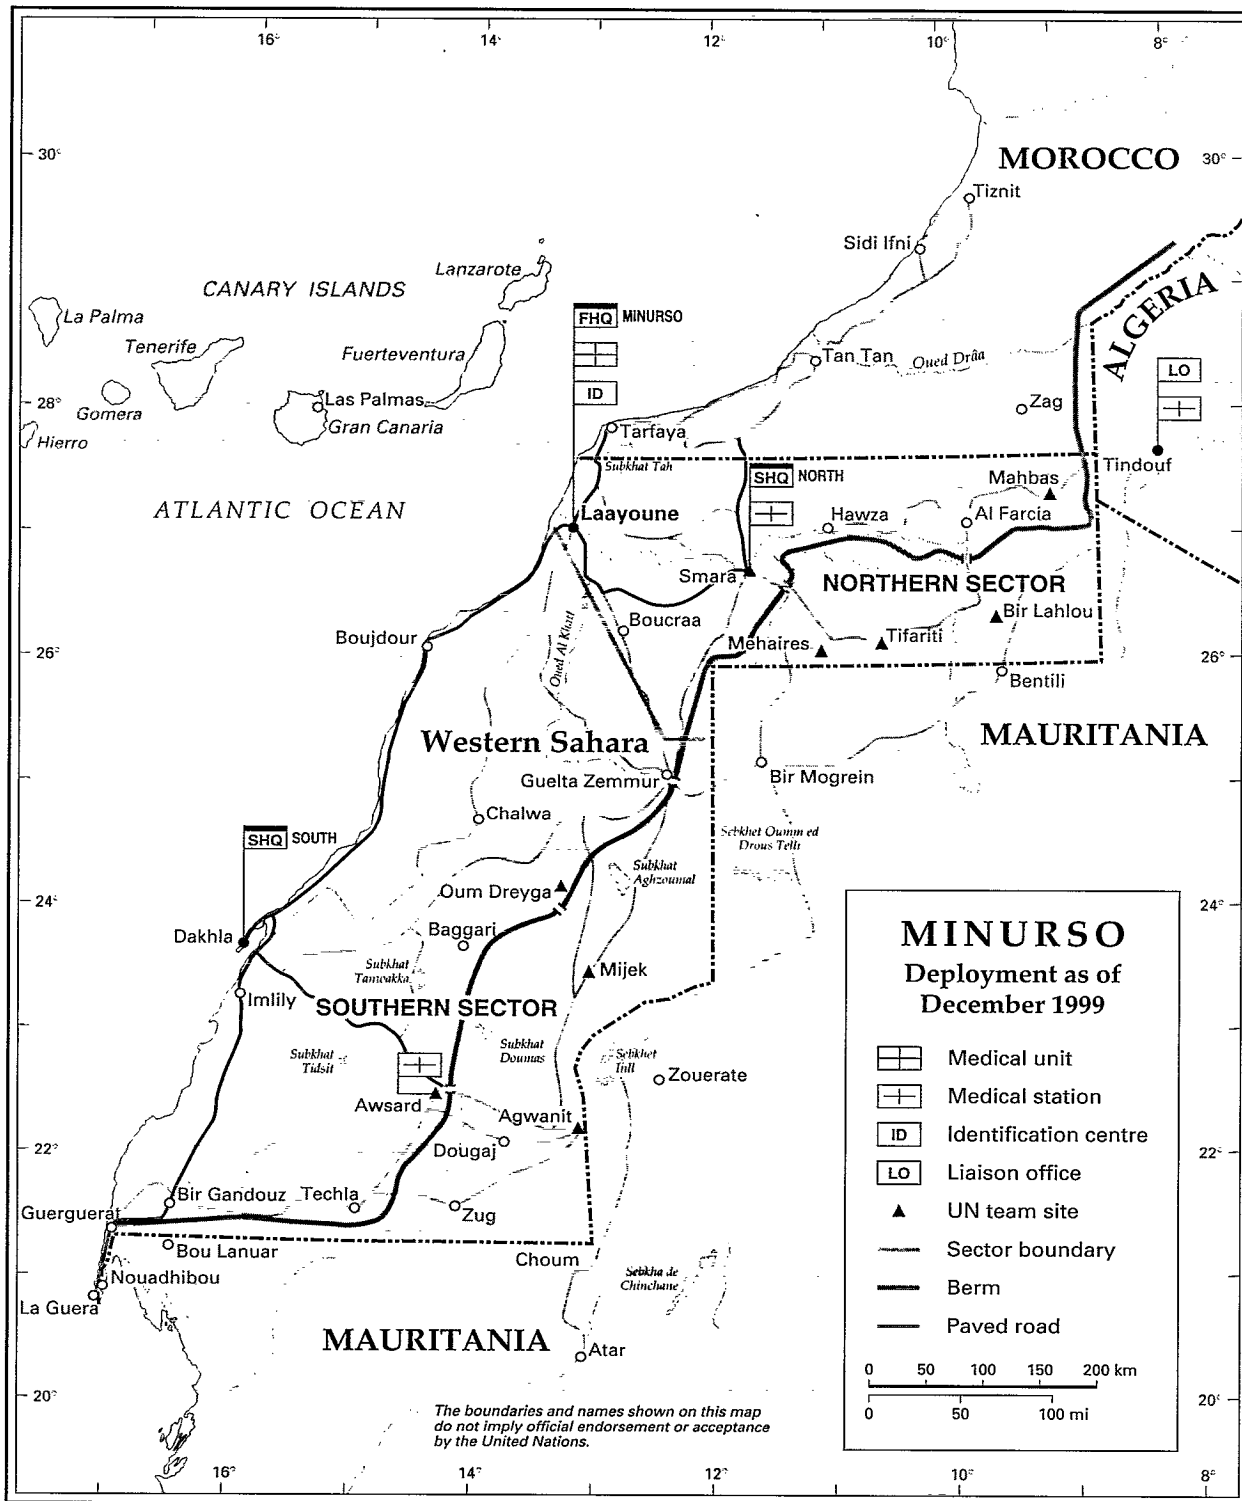 16°
14°
12°
10°
8°
30°
MOROCCO
30°
Tiznit
Sidi Ifni
Lanzarote
CANARY ISLANDS
ALGERIA
La Palma
FHQ MINURSO
Tenerife
Fuerteventura
Tan Tan
Oued Drâa
LO
ID
28°
Gomera
Las Palmas
Zag
Gran Canaria
Hierro
Tarfaya
Tindouf
Subkhat Tah
SHQ NORTH
Mahbas
ATLANTIC OCEAN
Laayoune
Hawza
Al Farcia
Smara
NORTHERN SECTOR
Boucraa
Bir Lahlou
Boujdour
Mehaires
Tifariti
26°
Oued Al Khatt
26°
Bentili
Western Sahara
MAURITANIA
Guelta Zemmur
Bir Mogrein
Chalwa
SHQ SOUTH
Sebkhet Oumm ed
Drous Telli
Subkhat
Aghzoumal
Oum Dreyga
24°
24°
Dakhla
Baggari
Subkhat
Tanwakka
Mijek
Imlily
SOUTHERN SECTOR
Subkhat
Tidsit
Subkhat
Doumas
Sebkhet
Zouerate
Awsard
Agwanit
22°
Dougaj
22°
Bir Gandouz
Techla
Zug
Guerguerat
Bou Lanuar
Choum
Nouadhibou
Sebkha de
Chinchane
La Guera
MAURITANIA
Atar
20°
20°
The boundaries and names shown on this map
do not imply official endorsement or acceptance
by the United Nations.
MINURSO
Deployment as of
December 1999
Medical unit
Medical station
ID Identification centre
LO Liaison office
UN team site
Sector boundary
Berm
Paved road
0 50 100 150 200 km
0 50 100 mi
16°
14°
12°
10°
8°